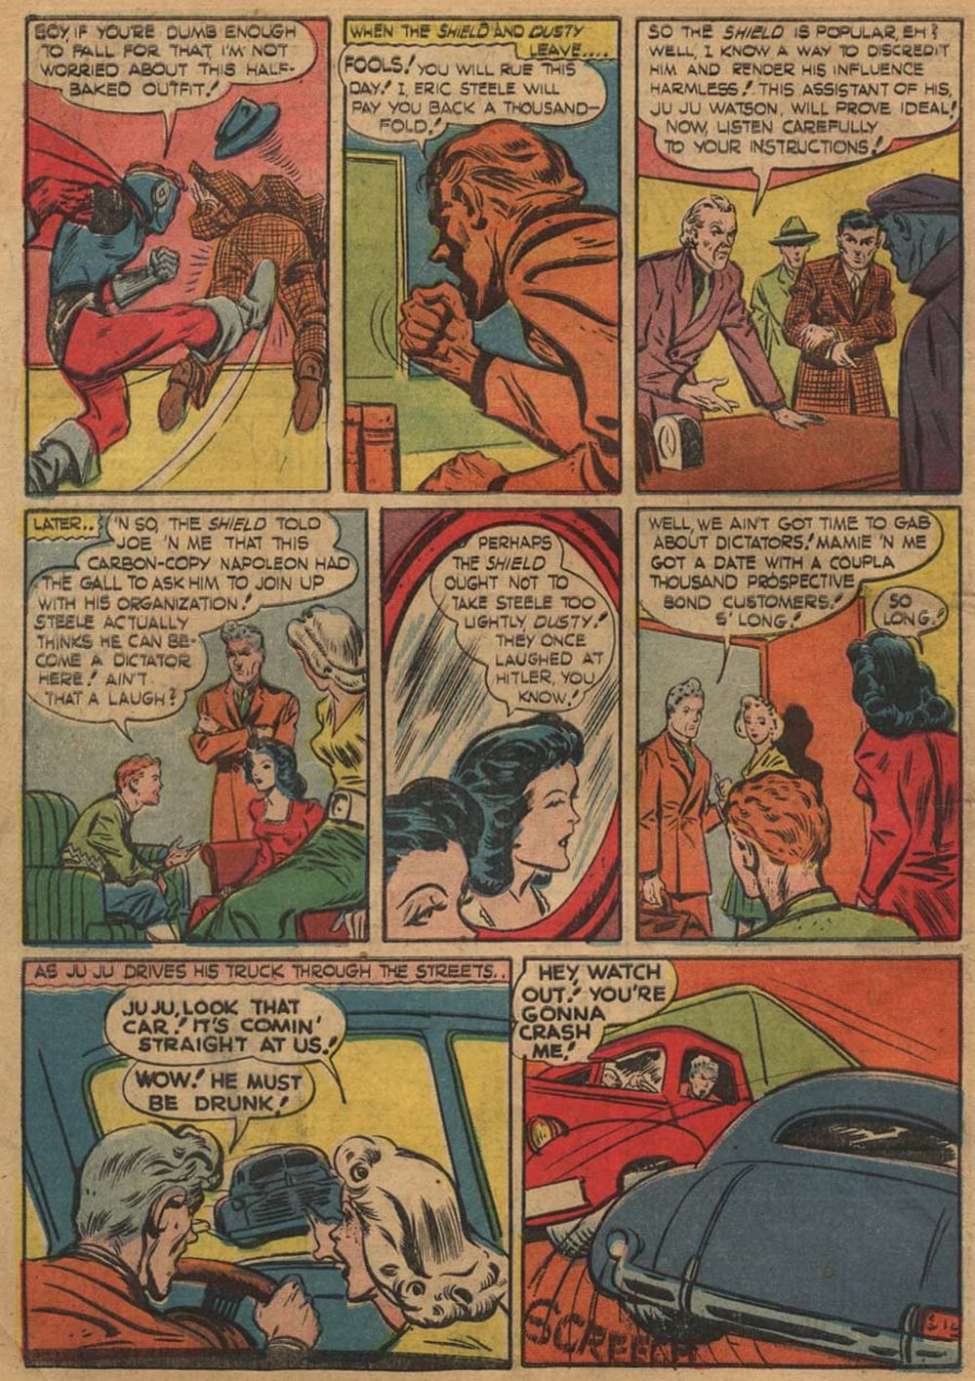 BOY, IF YOU'RE DUMB ENOUGH
TO FALL FOR THAT I'M NOT
WORRIED ABOUT THIS HALF-
BAKED OUTFIT!
WHEN THE SHIELD AND DUSTY
LEAVE....
FOOLS! YOU WILL RUE THIS
DAY! I, ERIC STEELE WILL
PAY YOU BACK A THOUSAND-
FOLD!
SO THE SHIELD IS POPULAR, EH?
WELL, I KNOW A WAY TO DISCREDIT
HIM AND RENDER HIS INFLUENCE
HARMLESS! THIS ASSISTANT OF HIS,
JU JU WATSON, WILL PROVE IDEAL!
NOW, LISTEN CAREFULLY
TO YOUR INSTRUCTIONS!
LATER..
'N SO, THE SHIELD TOLD
JOE 'N ME THAT THIS
CARBON-COPY NAPOLEON HAD
THE GALL TO ASK HIM TO JOIN UP
WITH HIS ORGANIZATION!
STEELE ACTUALLY
THINKS HE CAN BE-
COME A DICTATOR
HERE! AIN'T
THAT A LAUGH?
PERHAPS
THE SHIELD
OUGHT NOT TO
TAKE STEELE TOO
LIGHTLY, DUSTY!
THEY ONCE
LAUGHED AT
HITLER, YOU
KNOW!
WELL, WE AIN'T GOT TIME TO GAB
ABOUT DICTATORS! MAMIE 'N ME
GOT A DATE WITH A COUPLA
THOUSAND PROSPECTIVE
BOND CUSTOMERS!
S' LONG!
SO
LONG!
AS JU JU DRIVES HIS TRUCK THROUGH THE STREETS..
JU JU, LOOK THAT
CAR! IT'S COMIN'
STRAIGHT AT US!
WOW! HE MUST
BE DRUNK!
HEY, WATCH
OUT! YOU'RE
GONNA
CRASH
ME!